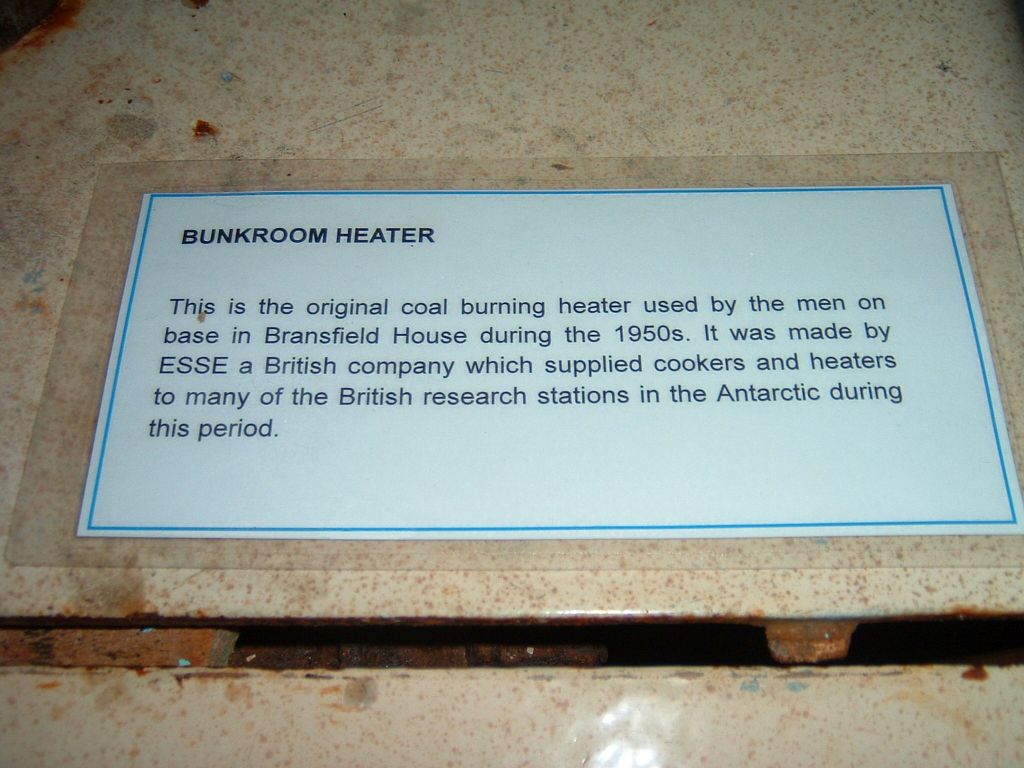 BUNKROOM HEATER
This is the original coal burning heater used by the men on
base in Bransfield House during the 1950s. It was made by
ESSE a British company which supplied cookers and heaters
to many of the British research stations in the Antarctic during
this period.